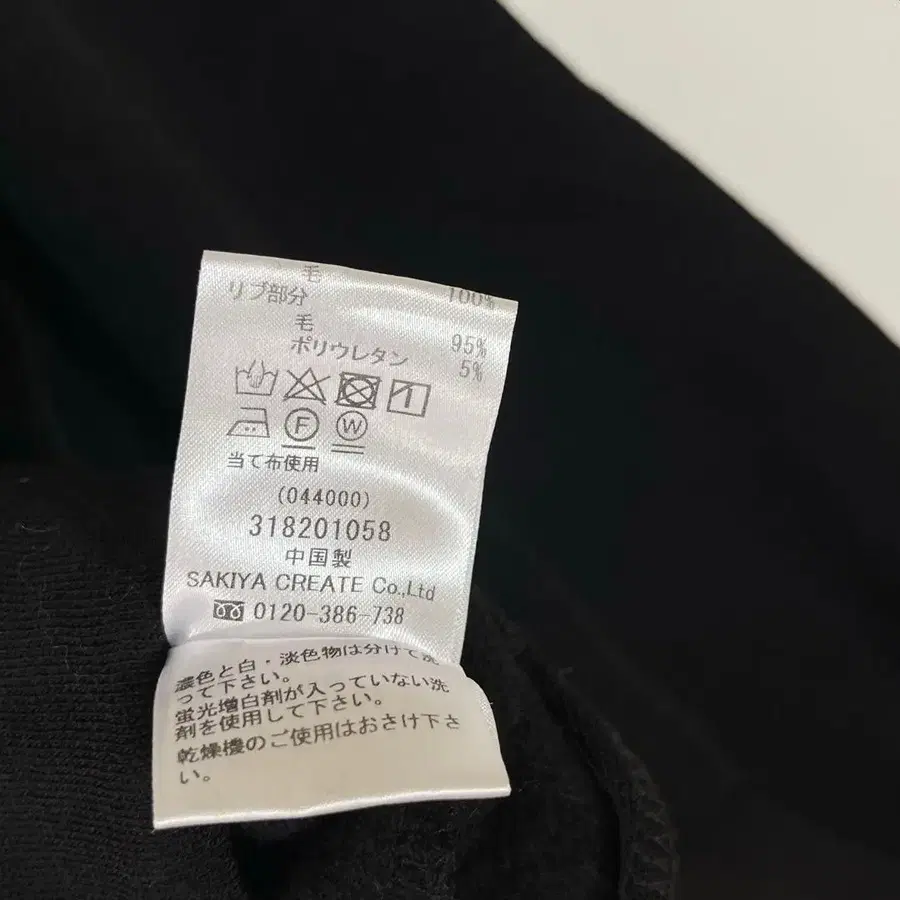 毛 100%
リブ部分
毛 95%
ポリウレタン 5%
F W
当て布使用
(044000)
318201058
中国製
SAKIYA CREATE Co.,Ltd
0120-386-738
濃色と白・淡色物は分けて洗
って下さい。
蛍光増白剤が入っていない洗
剤を使用して下さい。
乾燥機のご使用はおさけ下さ
い。